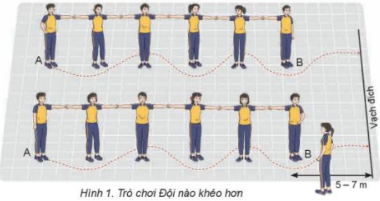 A
B
A
B
Vạch đích
5 – 7 m
Hình 1. Trò chơi Đội nào khéo hơn